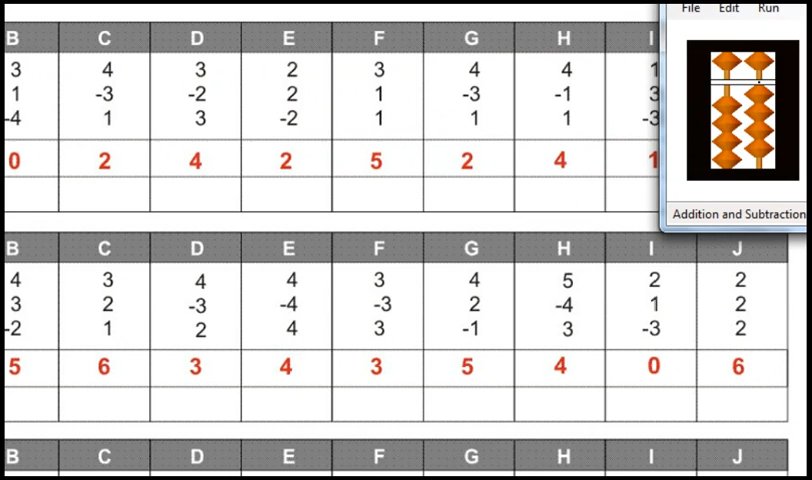 File Edit Run
B C D E F G H I
3 4 3 2 3 4 4 1
1 -3 -2 2 1 -3 -1 3
-4 1 3 -2 1 1 1 -3
0 2 4 2 5 2 4 1
Addition and Subtraction
B C D E F G H I J
4 3 4 4 3 4 5 2 2
3 2 -3 -4 -3 2 -4 1 2
-2 1 2 4 3 -1 3 -3 2
5 6 3 4 3 5 4 0 6
B C D E F G H I J